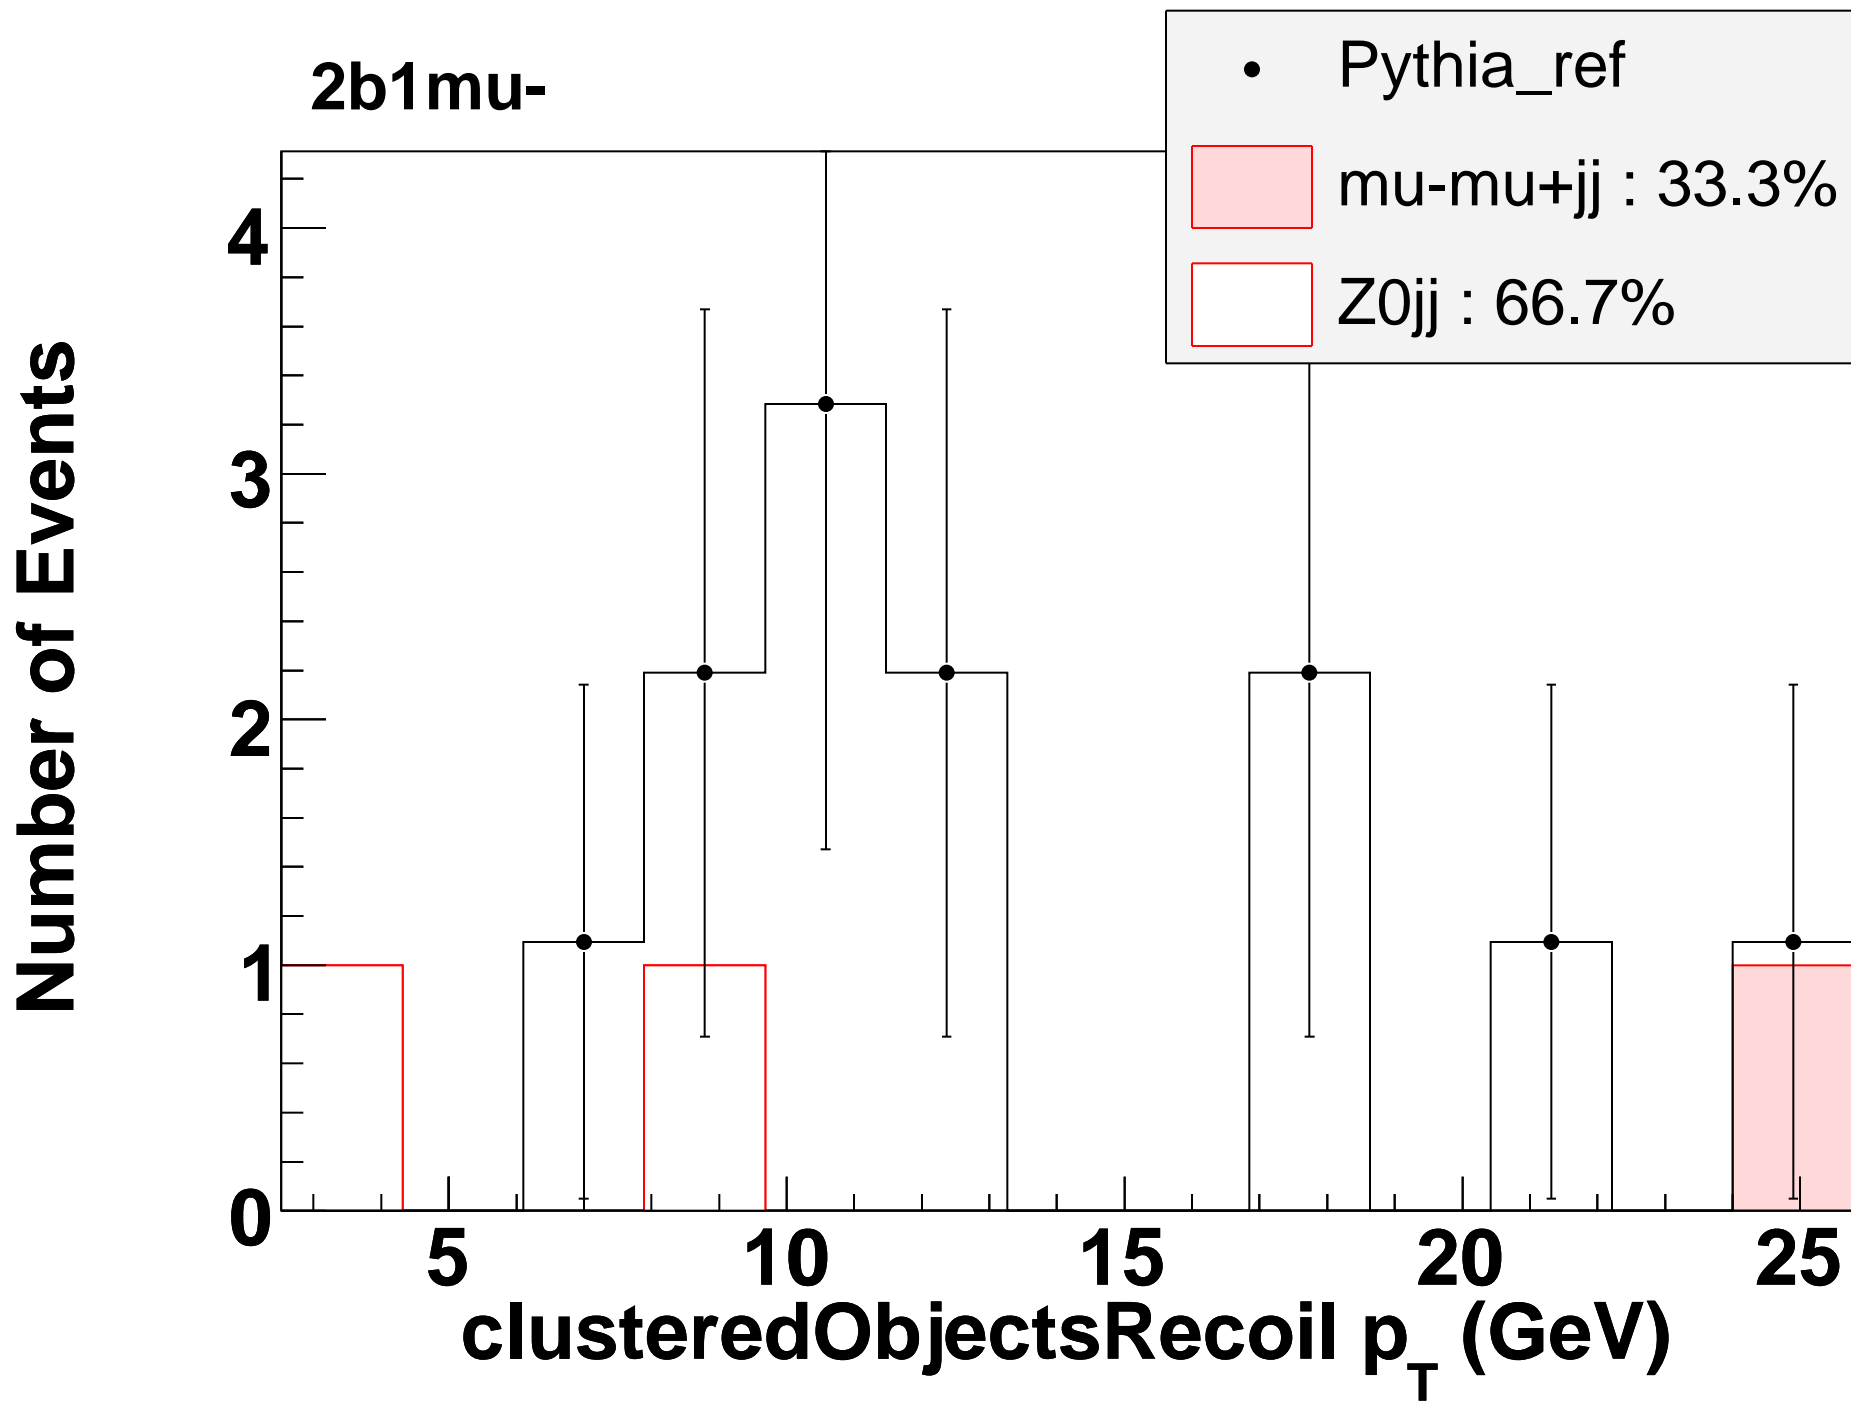 2b1mu-
Pythia_ref
mu-mu+jj : 33.3%
Z0jj : 66.7%
Number of Events
4
3
2
1
0
5 10 15 20 25
clusteredObjectsRecoil p_T (GeV)